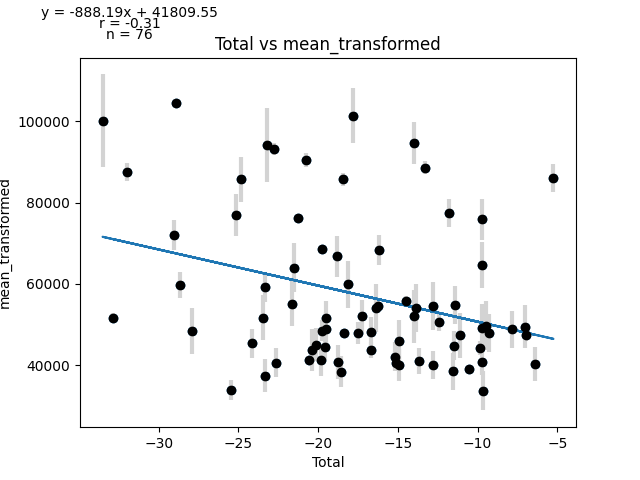 y = -888.19x + 41809.55
r = -0.31
n = 76
Total vs mean_transformed
mean_transformed
100000
80000
60000
40000
−30
−25
−20
−15
−10
−5
Total